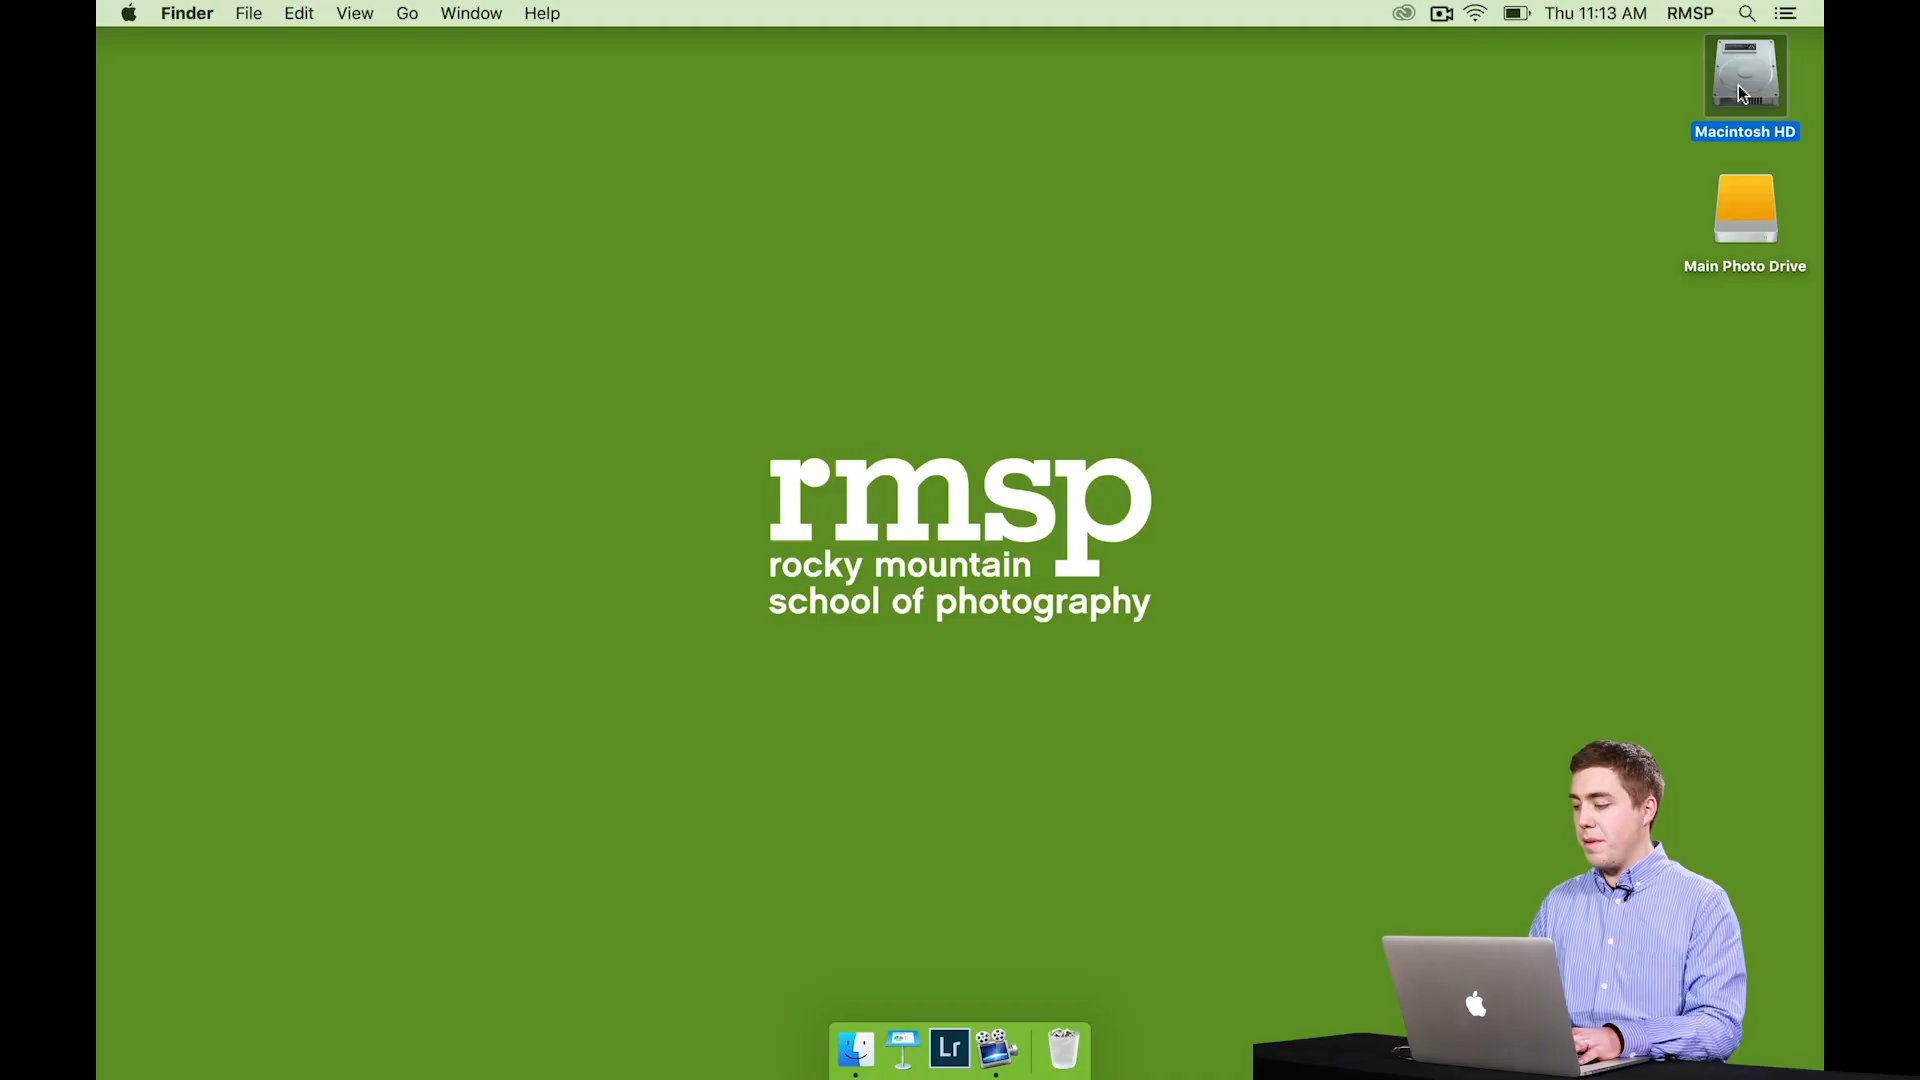 Finder File Edit View Go Window Help Thu 11:13 AM RMSP
Macintosh HD
Main Photo Drive
rmsp
rocky mountain
school of photography
Lr